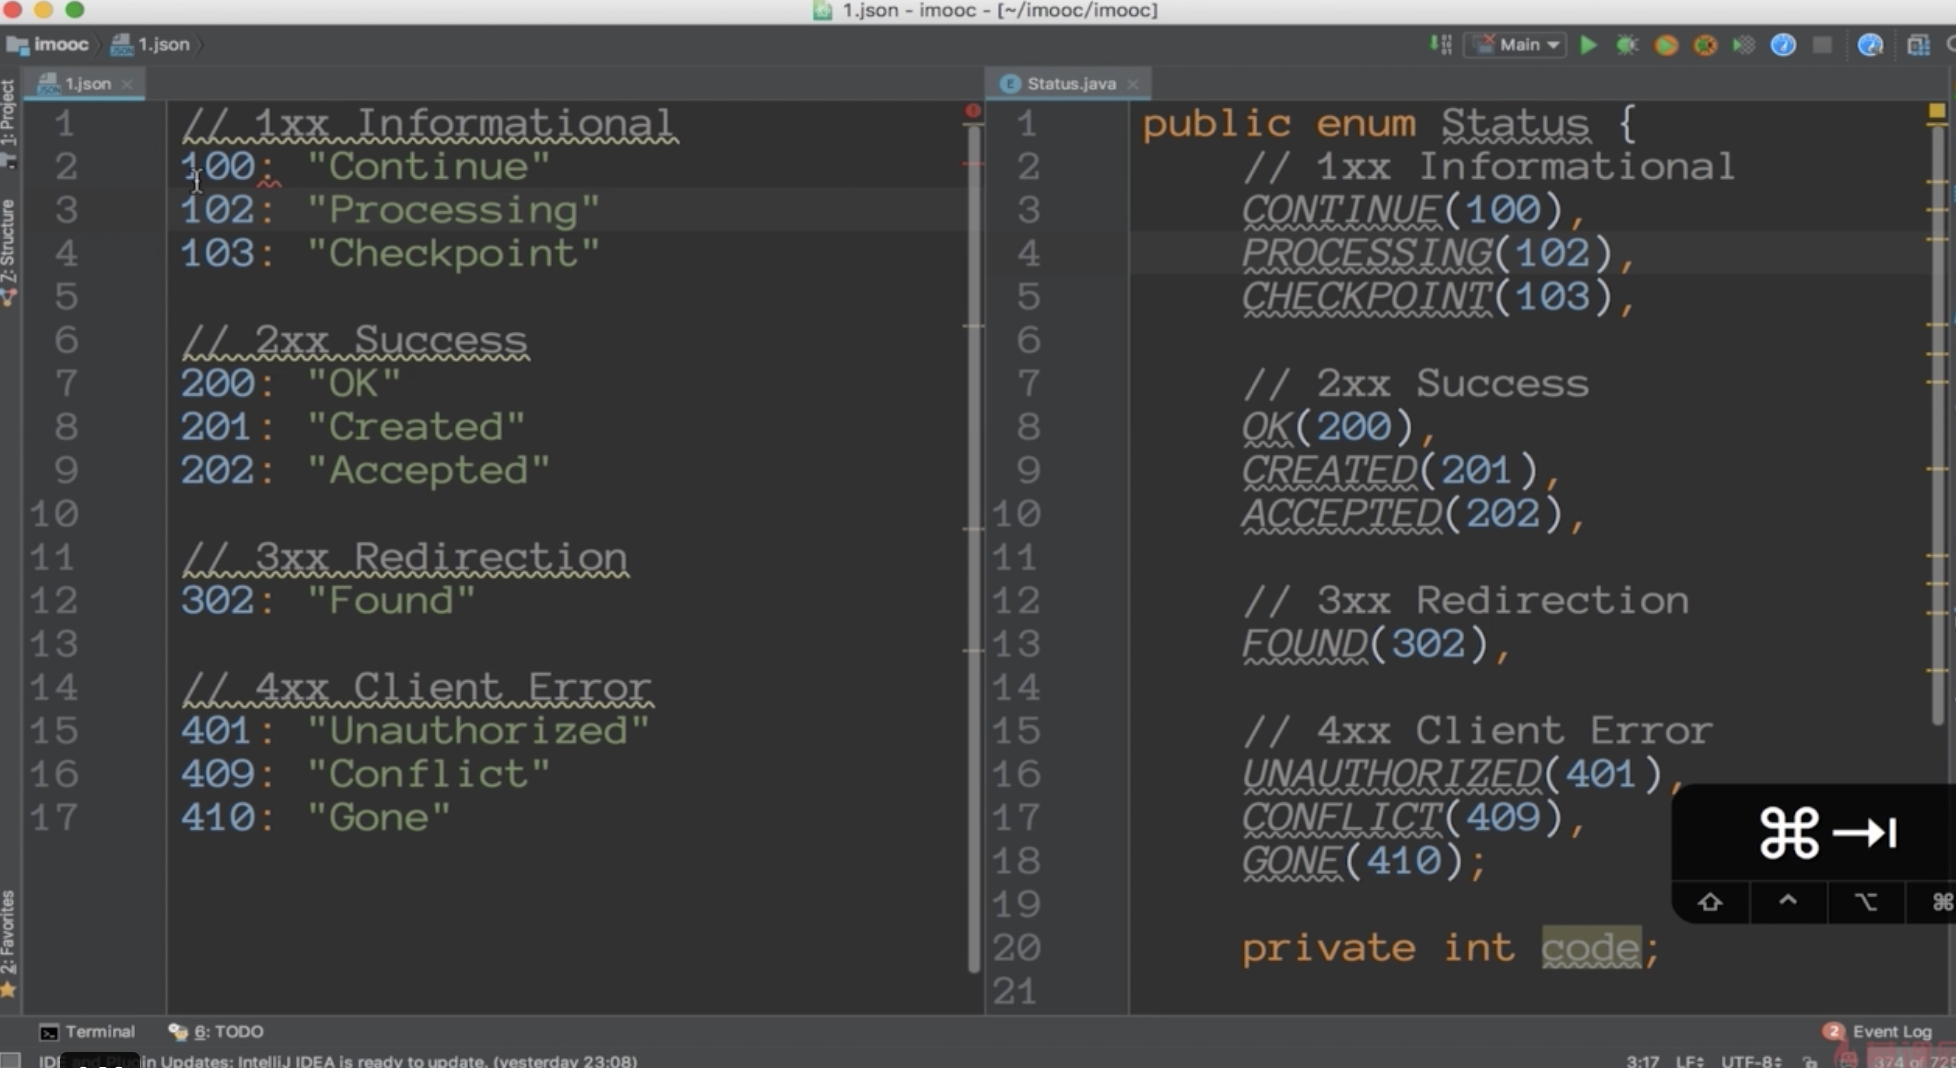 1.json - imooc - [~/imooc/imooc]
imooc
1.json
Main
1.json
Status.java
1: Project
Z: Structure
2: Favorites
1 // 1xx Informational
2 100: "Continue"
3 102: "Processing"
4 103: "Checkpoint"
5
6 // 2xx Success
7 200: "OK"
8 201: "Created"
9 202: "Accepted"
10
11 // 3xx Redirection
12 302: "Found"
13
14 // 4xx Client Error
15 401: "Unauthorized"
16 409: "Conflict"
17 410: "Gone"
1 public enum Status {
2 // 1xx Informational
3 CONTINUE(100),
4 PROCESSING(102),
5 CHECKPOINT(103),
6
7 // 2xx Success
8 OK(200),
9 CREATED(201),
10 ACCEPTED(202),
11
12 // 3xx Redirection
13 FOUND(302),
14
15 // 4xx Client Error
16 UNAUTHORIZED(401),
17 CONFLICT(409),
18 GONE(410);
19
20 private int code;
21
⌘→|
⇧ ^ ⌥ ⌘
Terminal
6: TODO
2 Event Log
in Updates: IntelliJ IDEA is ready to update. (yesterday 23:08)
3:17 LF UTF-8 374 of 725